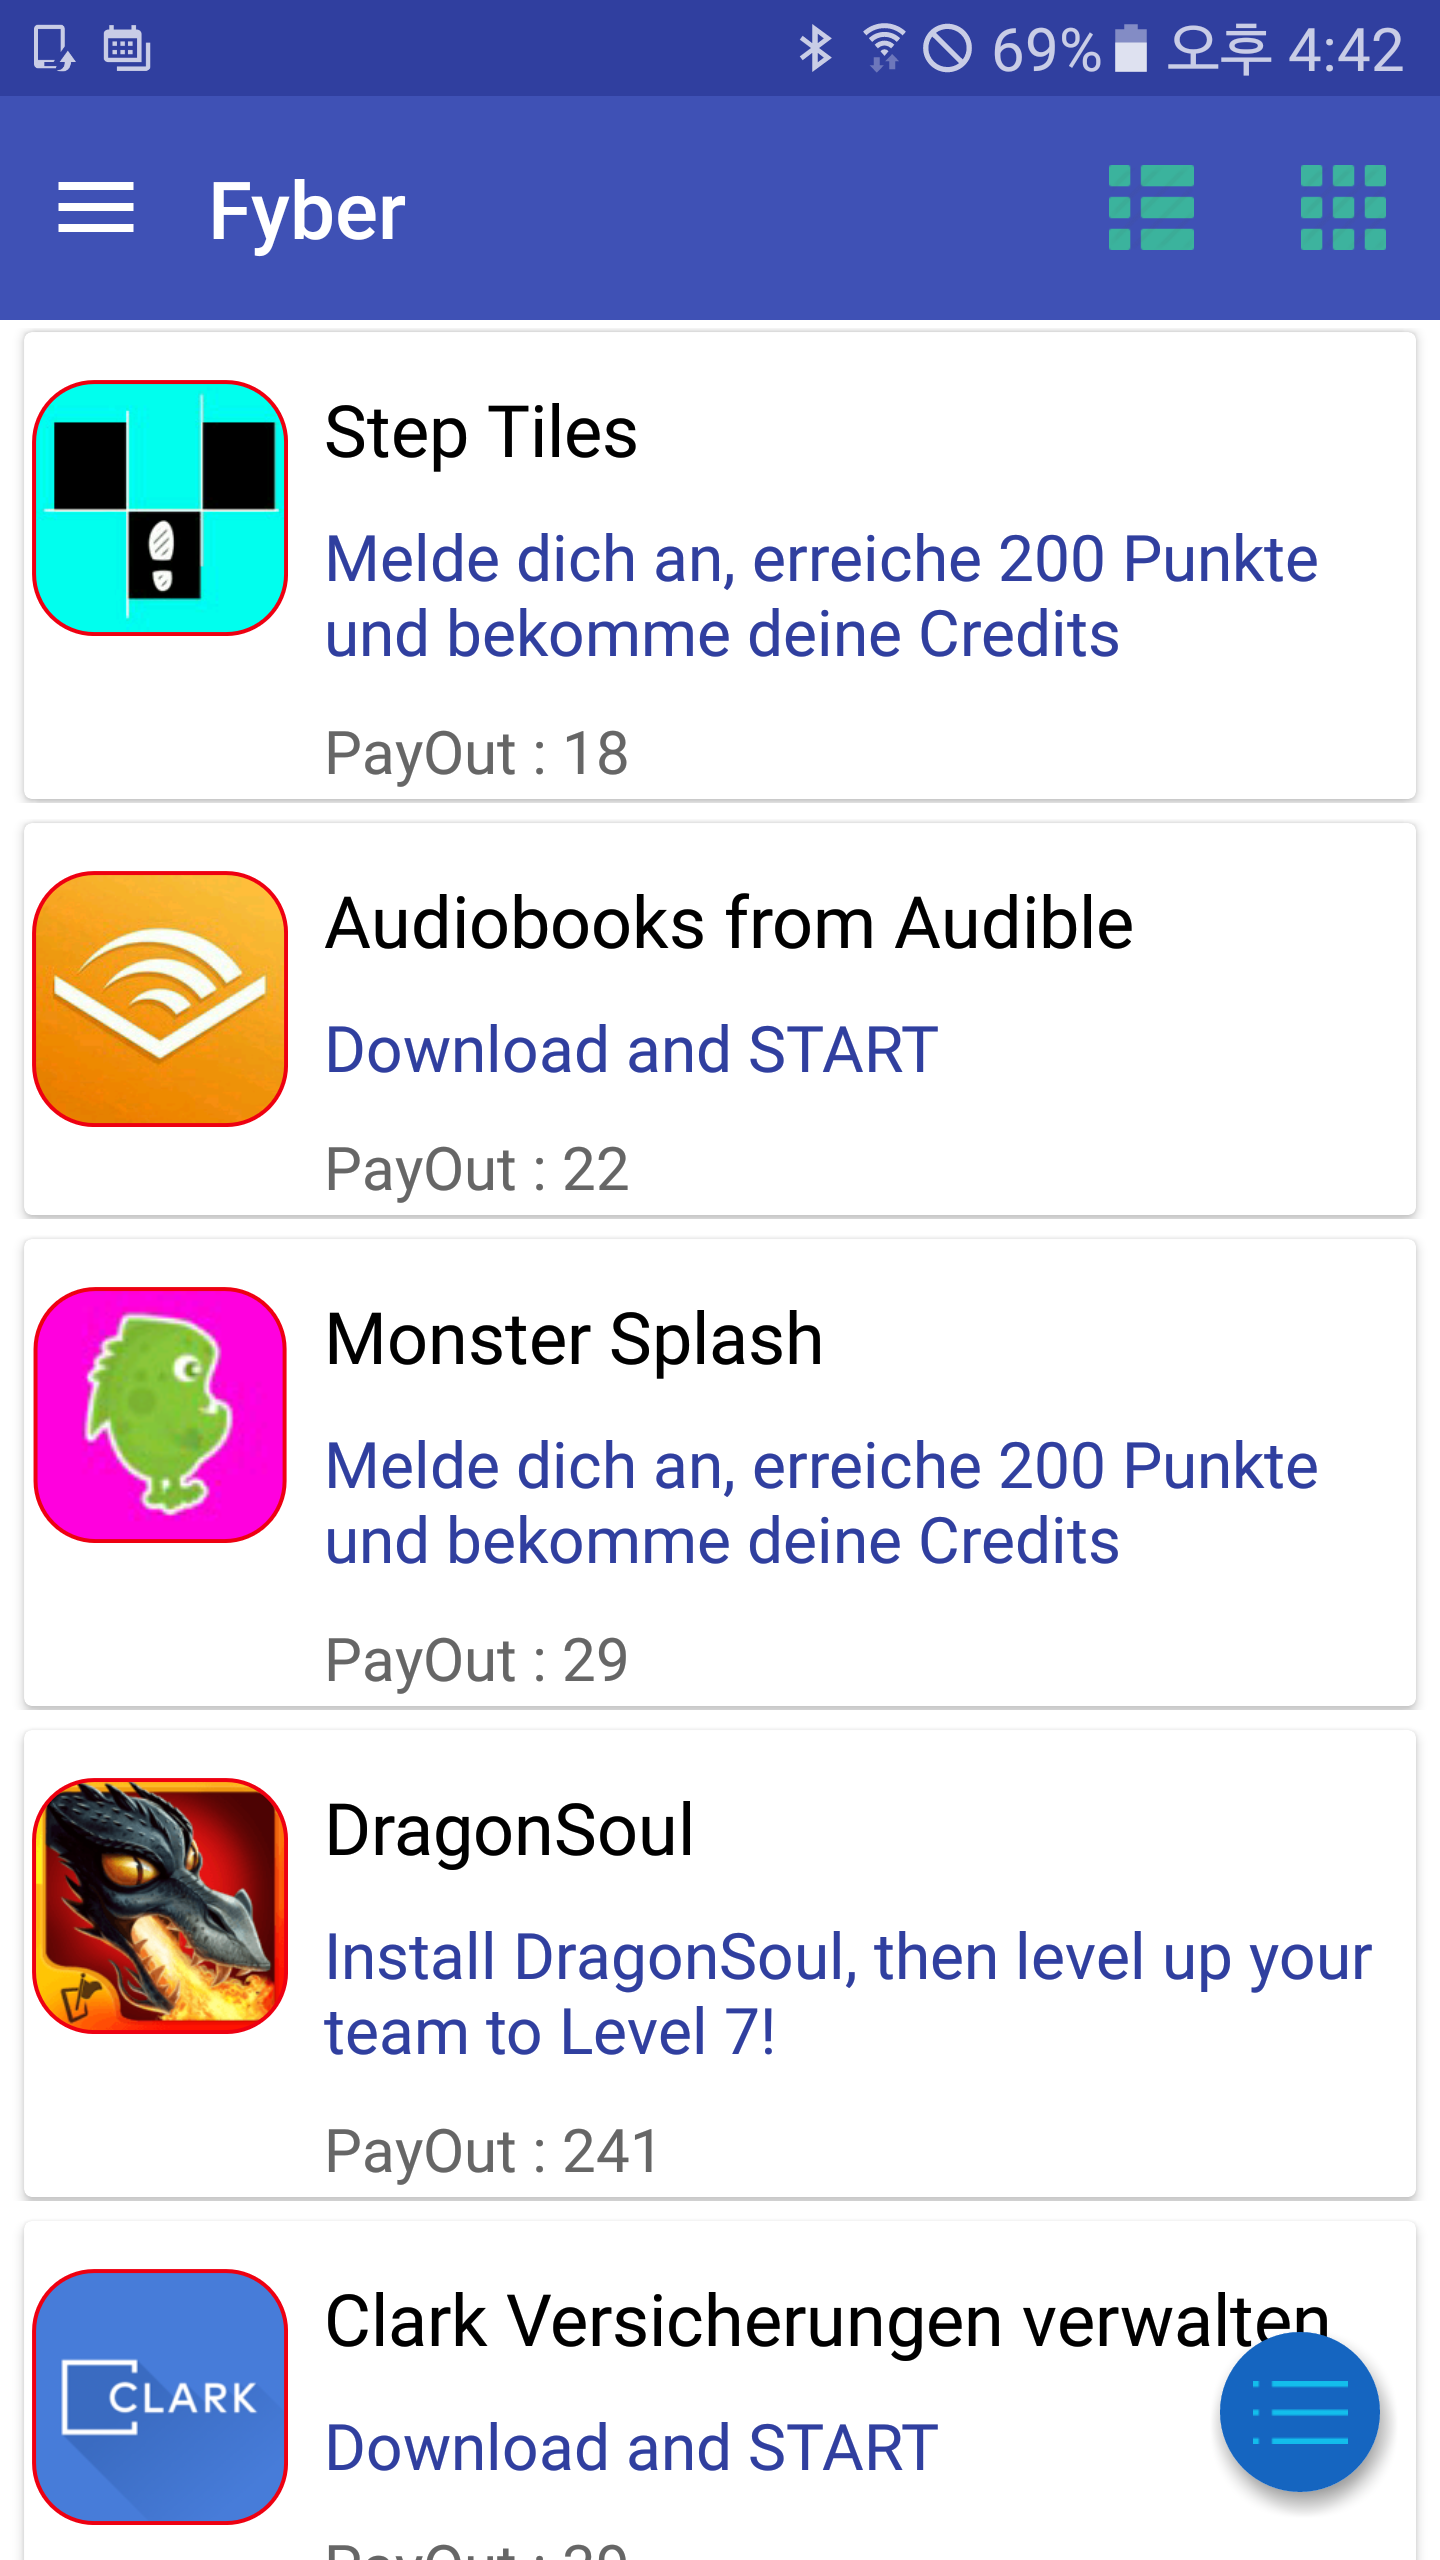 69% 오후 4:42
Fyber
Step Tiles
Melde dich an, erreiche 200 Punkte
und bekomme deine Credits
PayOut : 18
Audiobooks from Audible
Download and START
PayOut : 22
Monster Splash
Melde dich an, erreiche 200 Punkte
und bekomme deine Credits
PayOut : 29
DragonSoul
Install DragonSoul, then level up your
team to Level 7!
PayOut : 241
Clark Versicherungen verwalten
CLARK
Download and START
PayOut :